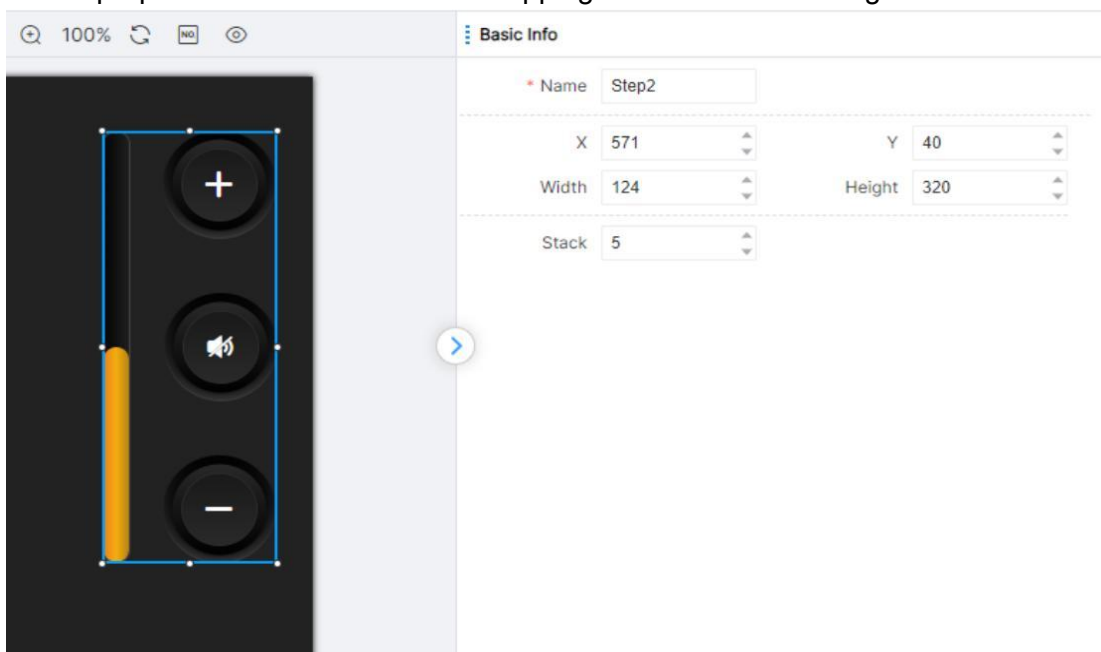 100% NO. Basic Info
* Name Step2
X 571 Y 40
Width 124 Height 320
Stack 5